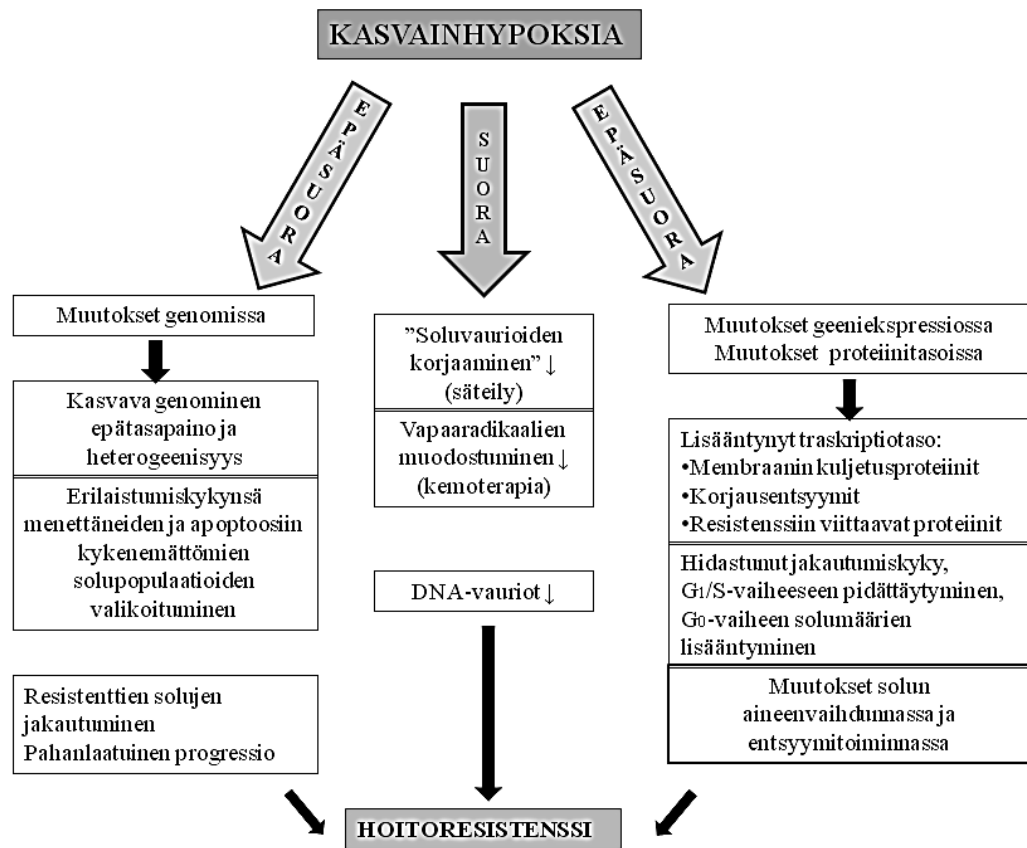 KASVAINHYPOKSIA
EPÄSUORA
SUORA
EPÄSUORA
Muutokset genomissa
Kasvava genominen
epätasapaino ja
heterogeenisyys
Erilaistumiskykynsä
menettäneiden ja apoptoosiin
kykenemättömien
solupopulaatioiden
valikoituminen
Resistenttien solujen
jakautuminen
Pahanlaatuinen progressio
”Soluvaurioiden
korjaaminen” ↓
(säteily)
Vapaaradikaalien
muodostuminen ↓
(kemoterapia)
DNA-vauriot ↓
Muutokset geeniekspressiossa
Muutokset proteiinitasoissa
Lisääntynyt traskriptiotaso:
•Membraanin kuljetusproteiinit
•Korjausentsyymit
•Resistenssiin viittaavat proteiinit
Hidastunut jakautumiskyky,
G1/S-vaiheeseen pidättäytyminen,
G0-vaiheen solumäärien
lisääntyminen
Muutokset solun
aineenvaihdunnassa ja
entsyymitoiminnassa
HOITORESISTENSSI